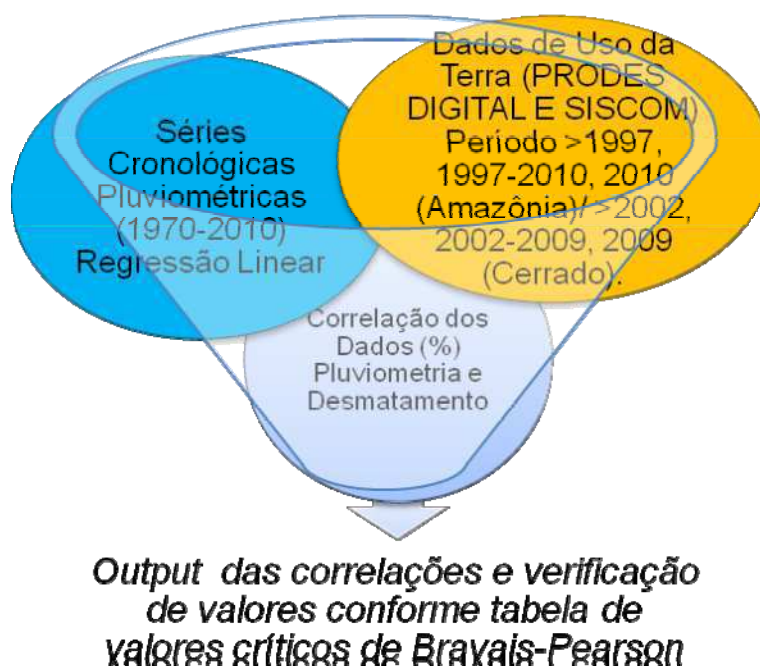 Séries
Cronológicas
Pluviométricas
(1970-2010)
Regressão Linear
Dados de Uso da
Terra (PRODES
DIGITAL E SISCOM)
Período >1997,
1997-2010, 2010
(Amazônia)/ >2002,
2002-2009, 2009
(Cerrado).
Correlação dos
Dados (%)
Pluviometria e
Desmatamento
Output das correlações e verificação
de valores conforme tabela de
valores críticos de Bravais-Pearson